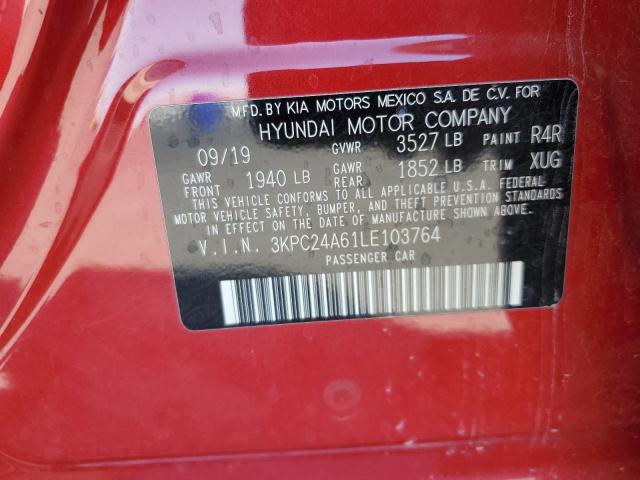 MFD. BY KIA MOTORS MEXICO S.A. DE C.V. FOR
HYUNDAI MOTOR COMPANY
09/19 GVWR 3527 LB PAINT R4R
GAWR FRONT 1940 LB GAWR REAR 1852 LB TRIM XUG
THIS VEHICLE CONFORMS TO ALL APPLICABLE U.S.A. FEDERAL
MOTOR VEHICLE SAFETY, BUMPER, AND THEFT PREVENTION STANDARDS
IN EFFECT ON THE DATE OF MANUFACTURE SHOWN ABOVE.
V.I.N. 3KPC24A61LE103764
PASSENGER CAR